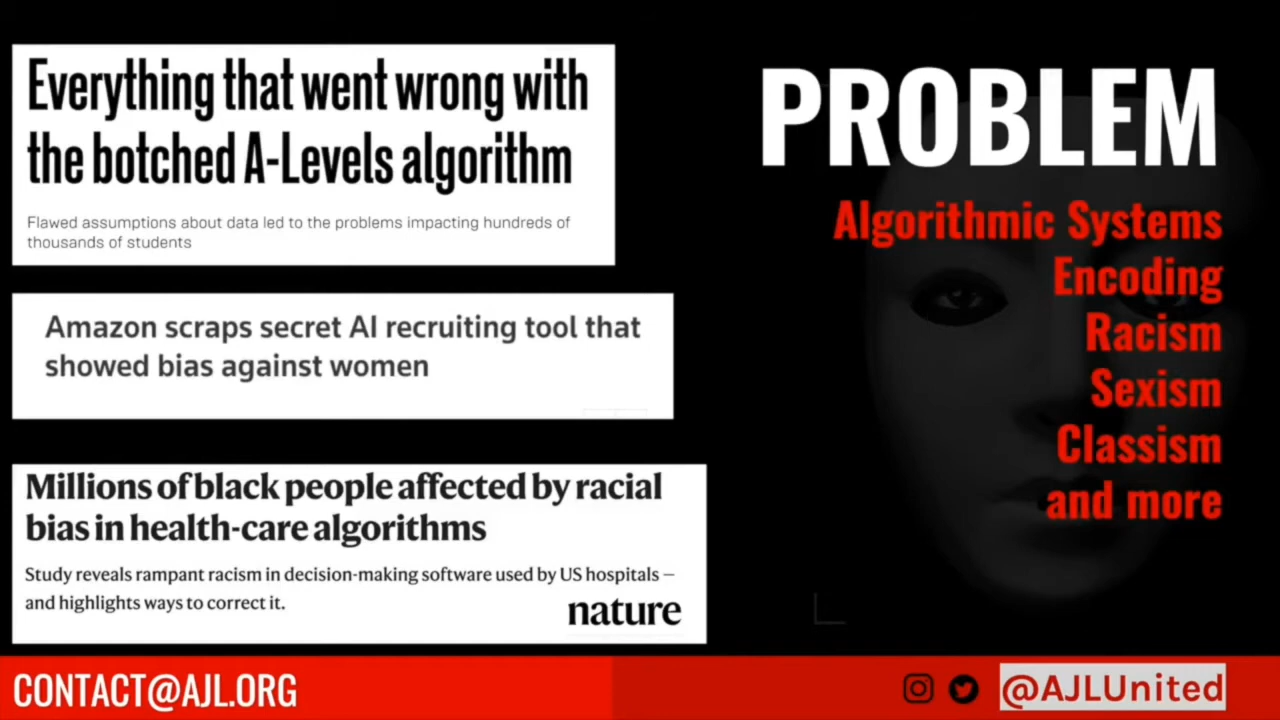 Everything that went wrong with
the botched A-Levels algorithm
Flawed assumptions about data led to the problems impacting hundreds of
thousands of students
Amazon scraps secret AI recruiting tool that
showed bias against women
Millions of black people affected by racial
bias in health-care algorithms
Study reveals rampant racism in decision-making software used by US hospitals —
and highlights ways to correct it.
nature
PROBLEM
Algorithmic Systems
Encoding
Racism
Sexism
Classism
and more
CONTACT@AJL.ORG
@AJLUnited